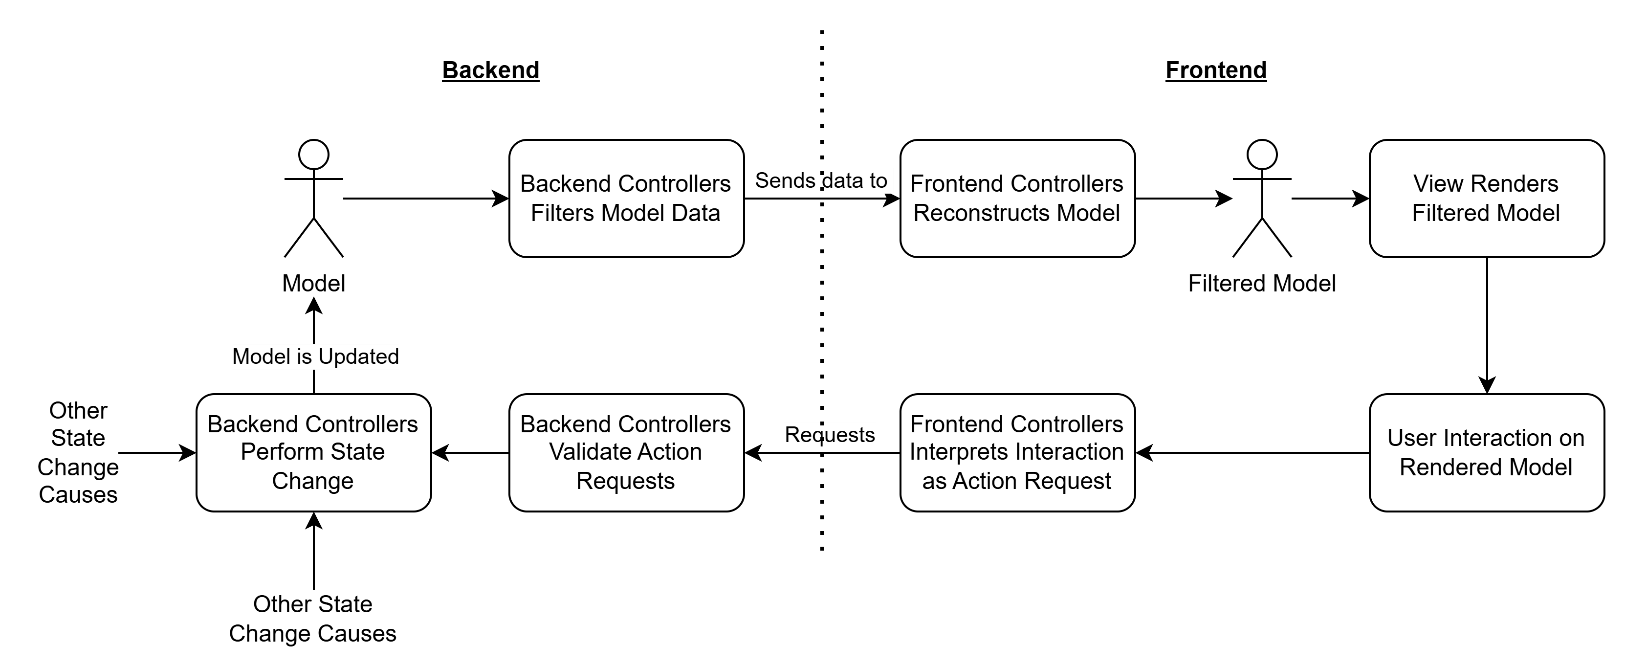 Backend
Frontend
Model
Backend Controllers
Filters Model Data
Sends data to
Frontend Controllers
Reconstructs Model
Filtered Model
View Renders
Filtered Model
Model is Updated
Other
State
Change
Causes
Backend Controllers
Perform State
Change
Backend Controllers
Validate Action
Requests
Requests
Frontend Controllers
Interprets Interaction
as Action Request
User Interaction on
Rendered Model
Other State
Change Causes